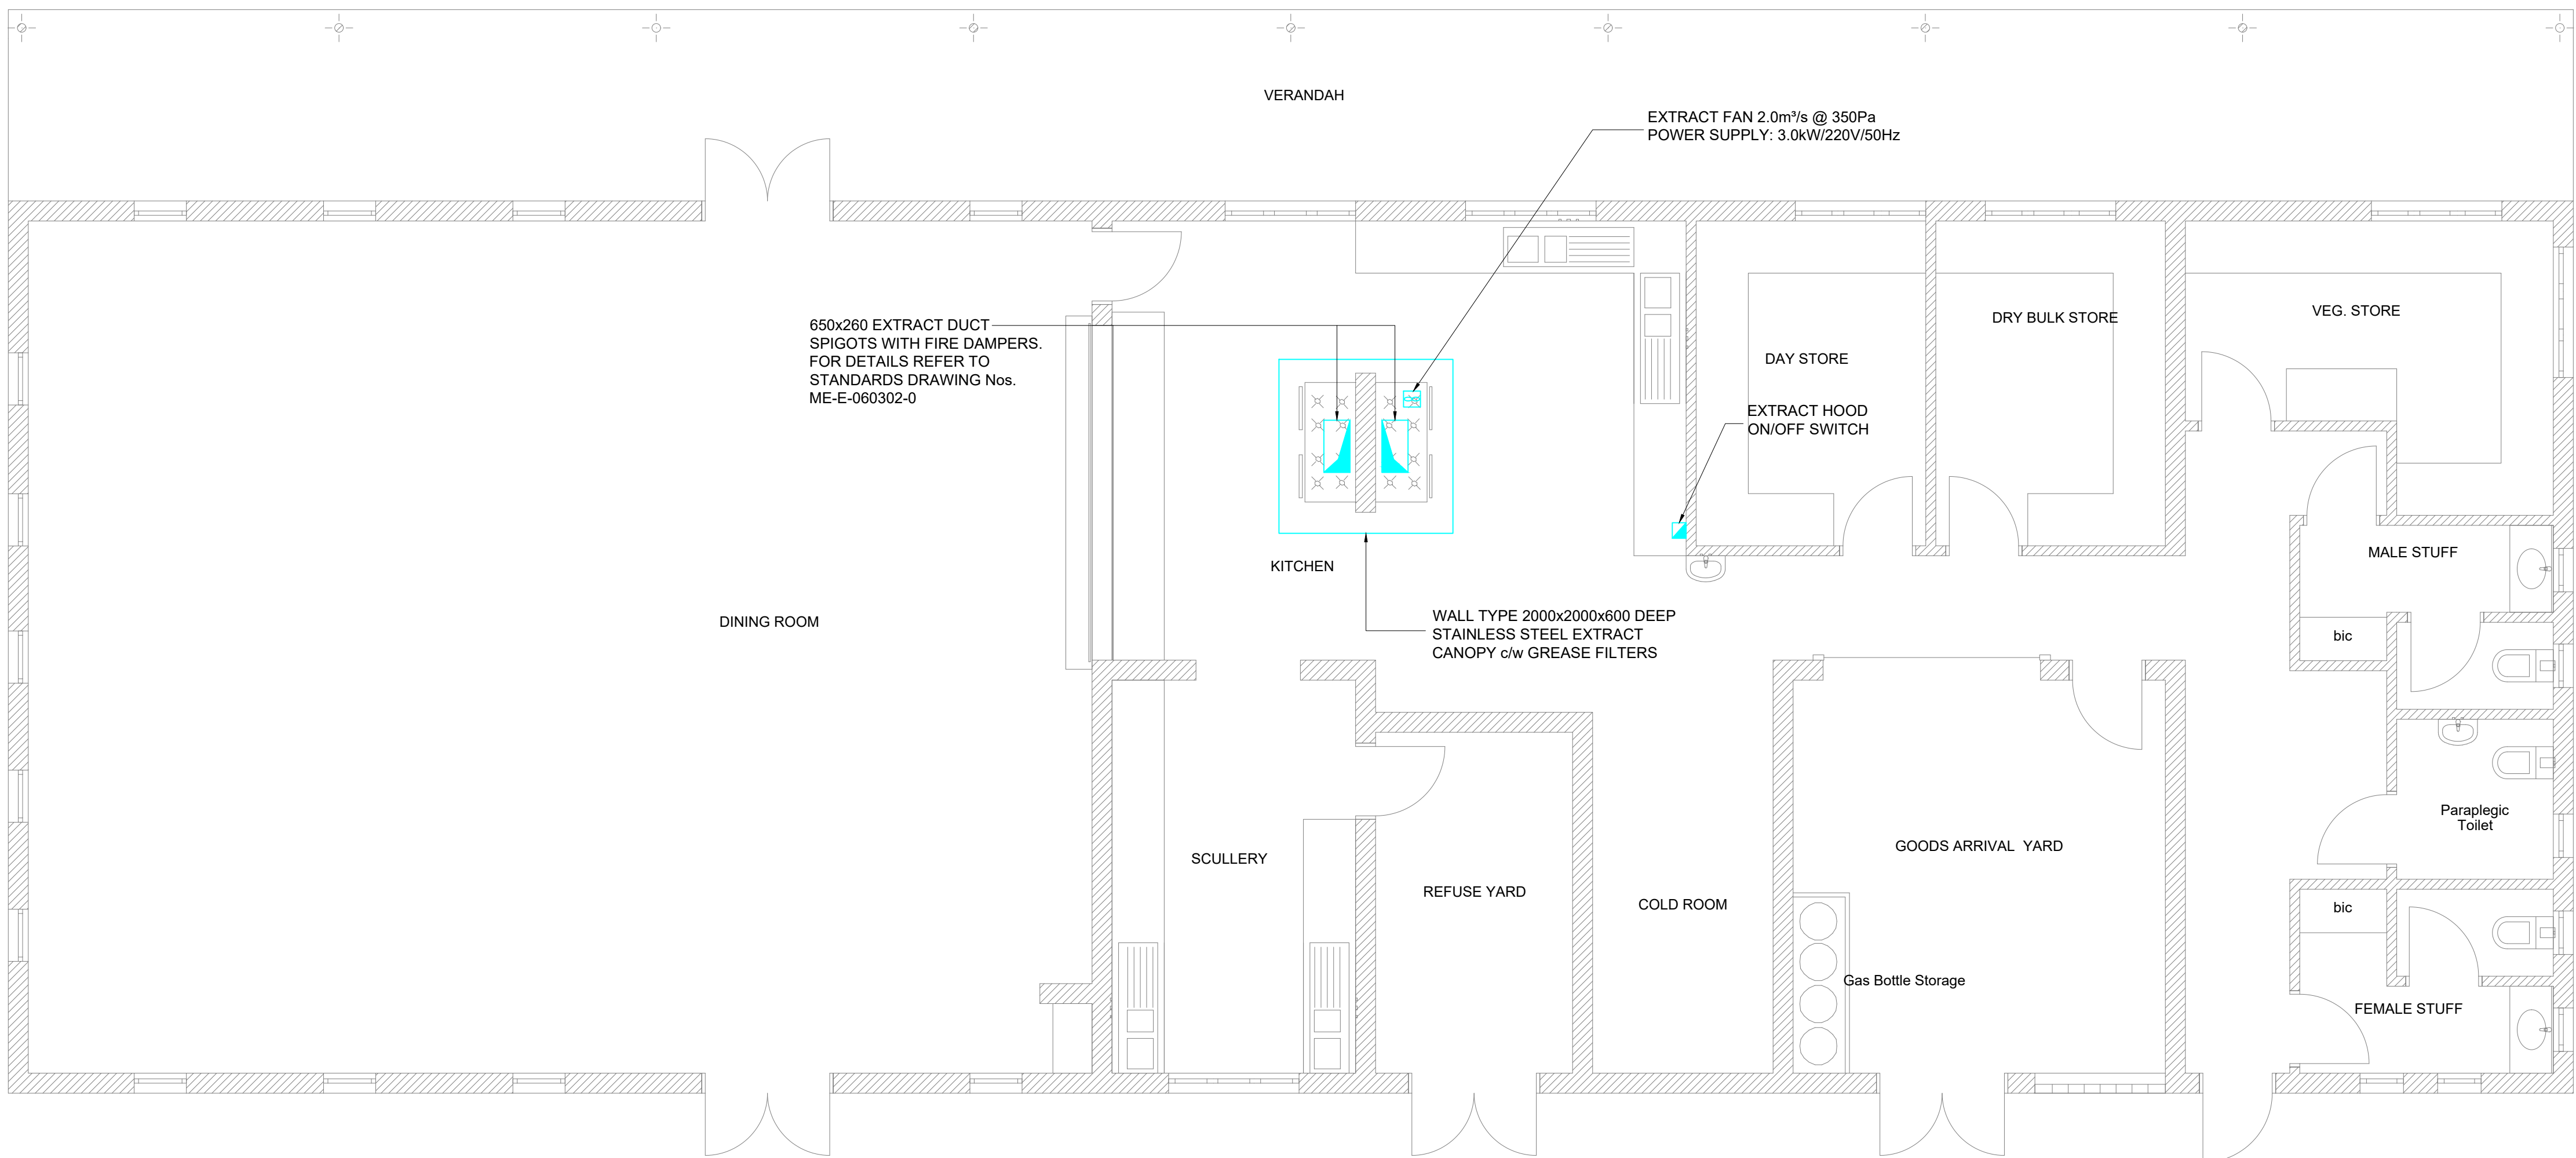 VERANDAH
EXTRACT FAN 2.0m³/s @ 350Pa
POWER SUPPLY: 3.0kW/220V/50Hz
650x260 EXTRACT DUCT
SPIGOTS WITH FIRE DAMPERS.
FOR DETAILS REFER TO
STANDARDS DRAWING Nos.
ME-E-060302-0
DAY STORE
DRY BULK STORE
VEG. STORE
EXTRACT HOOD
ON/OFF SWITCH
KITCHEN
MALE STUFF
DINING ROOM
WALL TYPE 2000x2000x600 DEEP
STAINLESS STEEL EXTRACT
CANOPY c/w GREASE FILTERS
bic
Paraplegic
Toilet
SCULLERY
REFUSE YARD
COLD ROOM
GOODS ARRIVAL  YARD
bic
Gas Bottle Storage
FEMALE STUFF